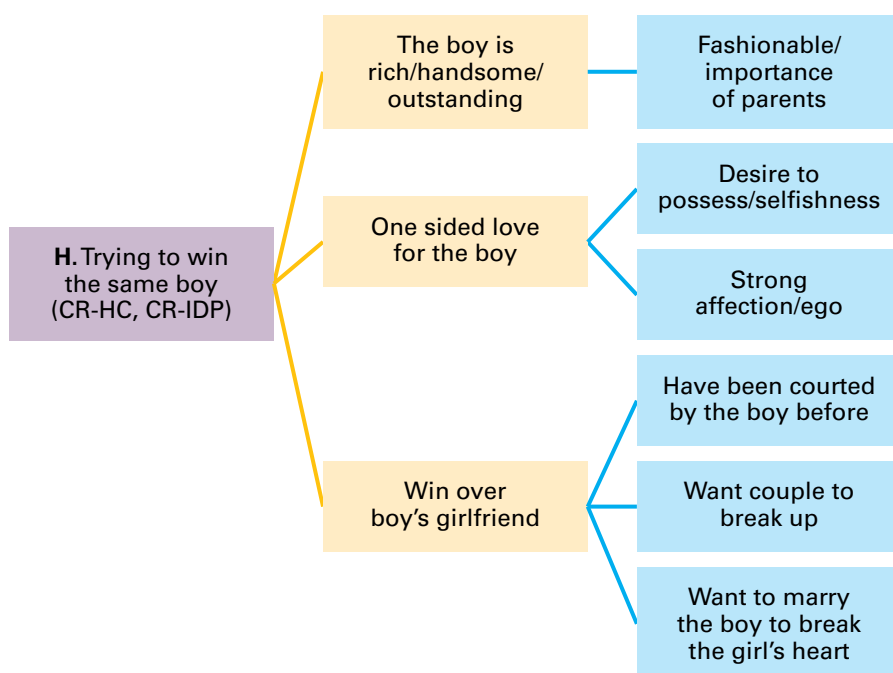 H. Trying to win
the same boy
(CR-HC, CR-IDP)
The boy is
rich/handsome/
outstanding
Fashionable/
importance
of parents
One sided love
for the boy
Desire to
possess/selfishness
Strong
affection/ego
Win over
boy's girlfriend
Have been courted
by the boy before
Want couple to
break up
Want to marry
the boy to break
the girl's heart